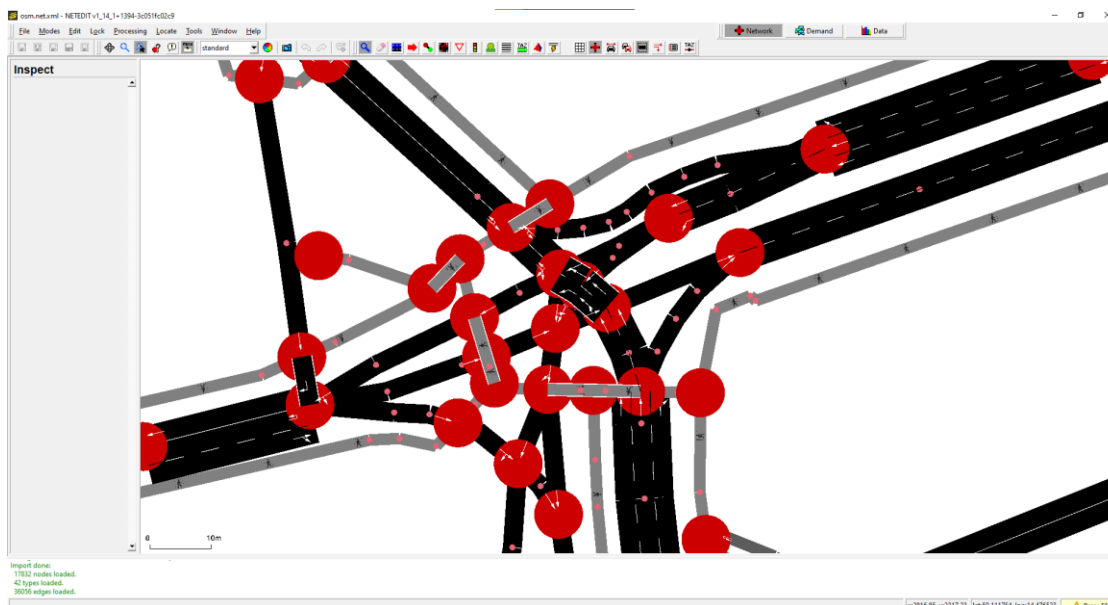 osm.net.xml - NETEDIT v1_14_1+1394-3c051fc02c9
File Modes Edit Lock Processing Locate Tools Window Help
Network Demand Data
standard
TAZ
Inspect
0 10m
Import done:
17832 nodes loaded.
42 types loaded.
36056 edges loaded.